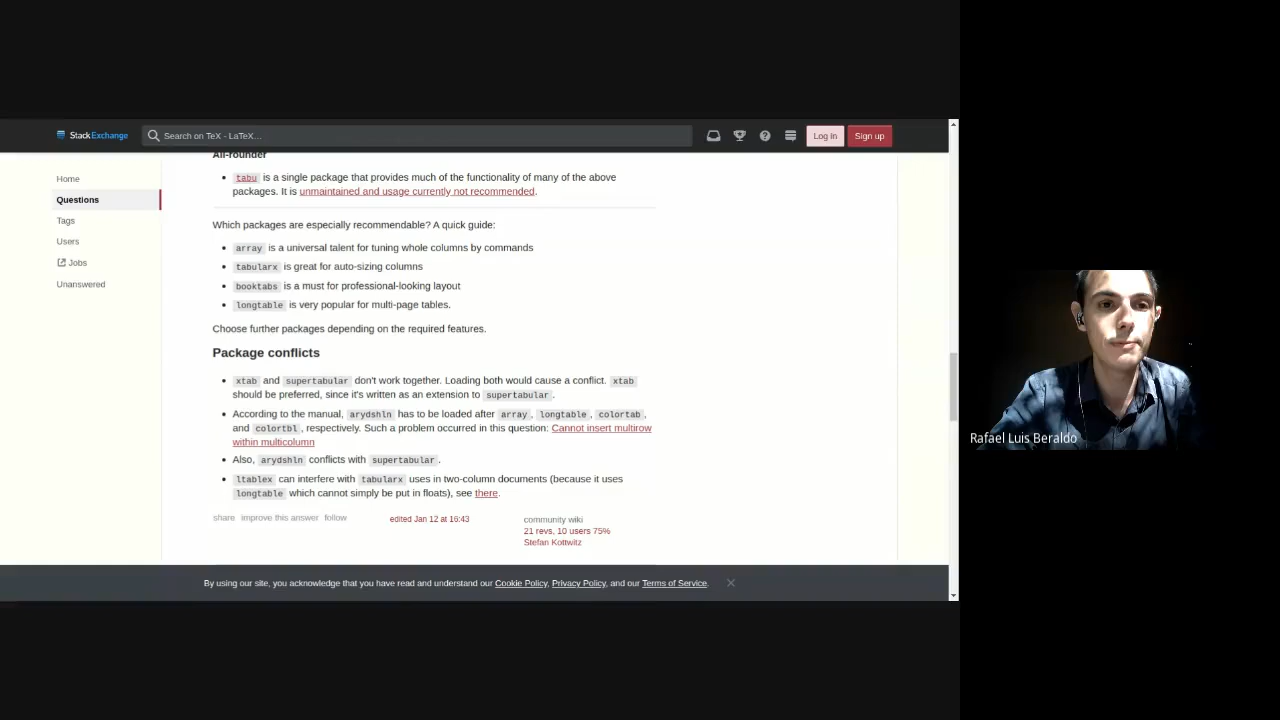 StackExchange Search on TeX - LaTeX... Log in Sign up
All-rounder
Home
Questions
Tags
Users
Jobs
Unanswered
tabu is a single package that provides much of the functionality of many of the above
packages. It is unmaintained and usage currently not recommended.
Which packages are especially recommendable? A quick guide:
array is a universal talent for tuning whole columns by commands
tabularx is great for auto-sizing columns
booktabs is a must for professional-looking layout
longtable is very popular for multi-page tables.
Choose further packages depending on the required features.
Package conflicts
xtab and supertabular don't work together. Loading both would cause a conflict. xtab
should be preferred, since it's written as an extension to supertabular.
According to the manual, arydshln has to be loaded after array, longtable, colortab,
and colortbl, respectively. Such a problem occurred in this question: Cannot insert multirow
within multicolumn
Also, arydshln conflicts with supertabular.
ltablex can interfere with tabularx uses in two-column documents (because it uses
longtable which cannot simply be put in floats), see there.
share improve this answer follow edited Jan 12 at 16:43 community wiki
21 revs, 10 users 75%
Stefan Kottwitz
By using our site, you acknowledge that you have read and understand our Cookie Policy, Privacy Policy, and our Terms of Service.
Rafael Luis Beraldo